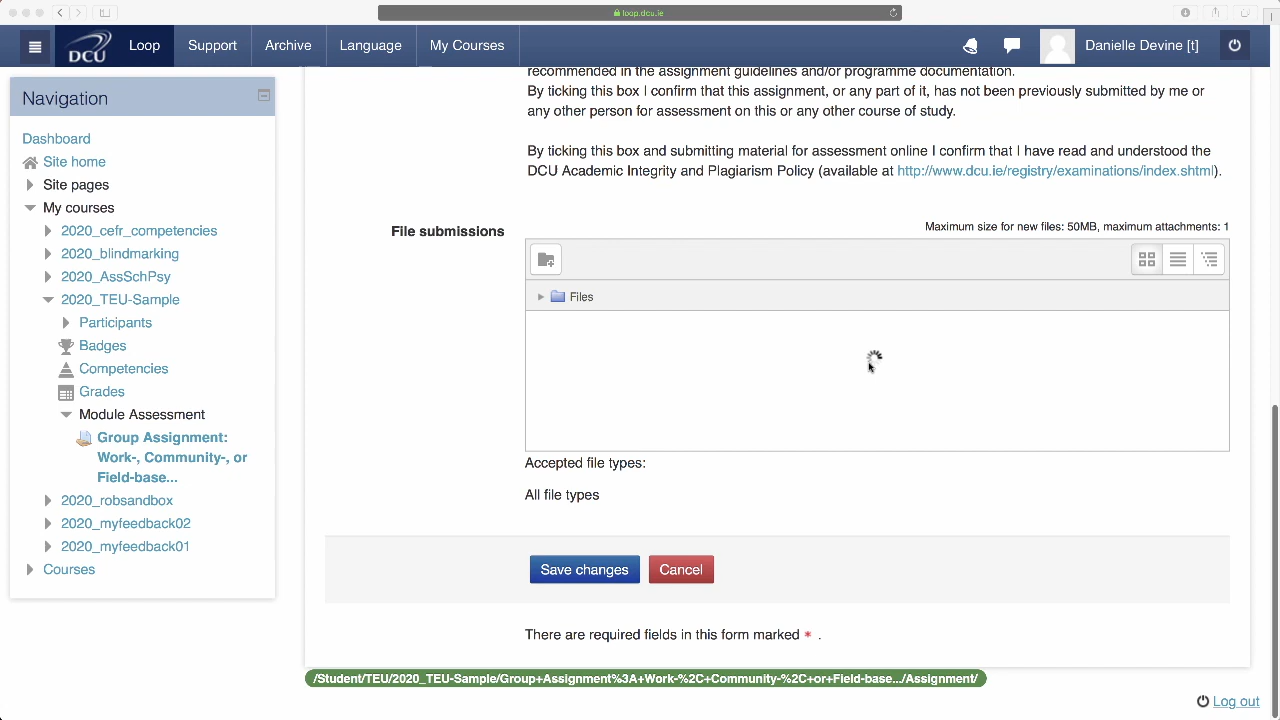 loop.dcu.ie
DCU
Loop
Support
Archive
Language
My Courses
Danielle Devine [t]
Navigation
Dashboard
Site home
Site pages
My courses
2020_cefr_competencies
2020_blindmarking
2020_AssSchPsy
2020_TEU-Sample
Participants
Badges
Competencies
Grades
Module Assessment
Group Assignment:
Work-, Community-, or
Field-base...
2020_robsandbox
2020_myfeedback02
2020_myfeedback01
Courses
recommended in the assignment guidelines and/or programme documentation.
By ticking this box I confirm that this assignment, or any part of it, has not been previously submitted by me or
any other person for assessment on this or any other course of study.
By ticking this box and submitting material for assessment online I confirm that I have read and understood the
DCU Academic Integrity and Plagiarism Policy (available at http://www.dcu.ie/registry/examinations/index.shtml).
File submissions
Maximum size for new files: 50MB, maximum attachments: 1
Files
Accepted file types:
All file types
Save changes
Cancel
There are required fields in this form marked * .
/Student/TEU/2020_TEU-Sample/Group+Assignment%3A+Work-%2C+Community-%2C+or+Field-base.../Assignment/
Log out